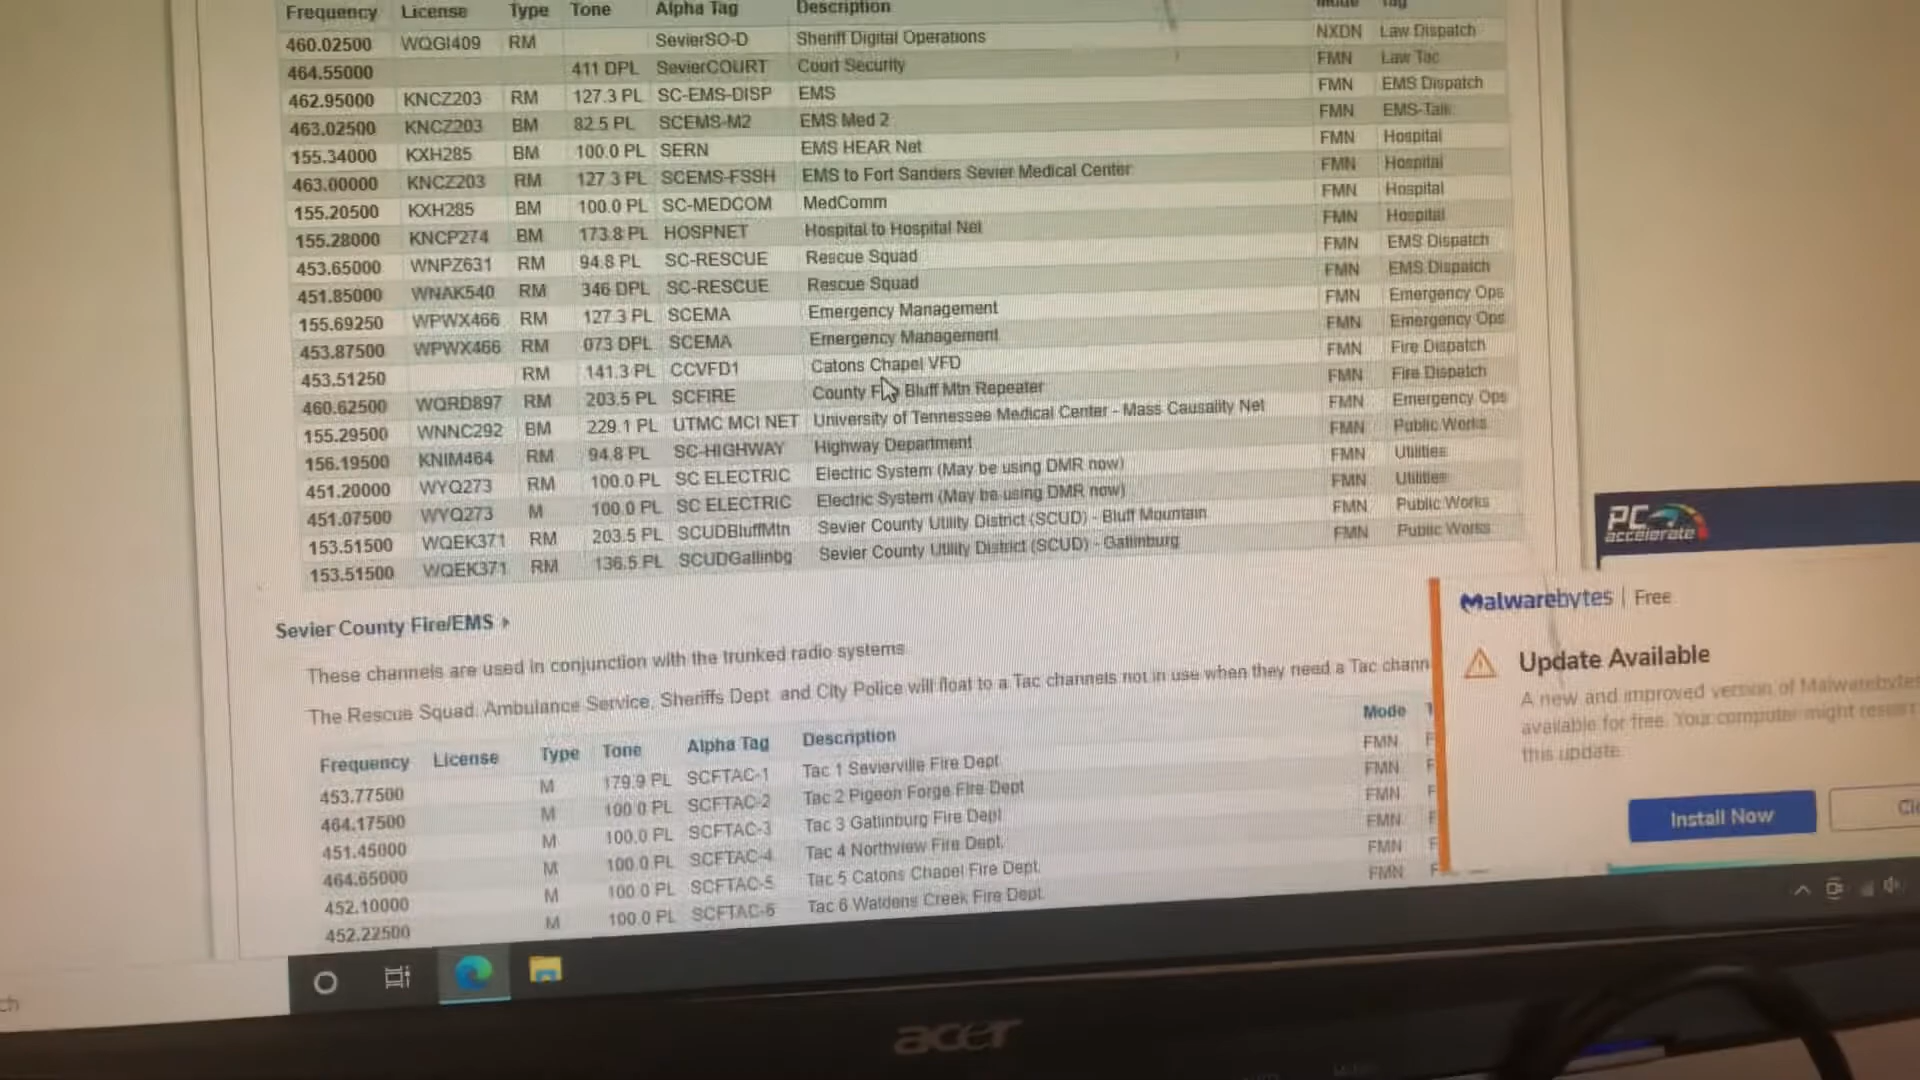 Frequency License Type Tone Alpha Tag Description Mode Tag
460.02500 WQGI409 RM SevierSO-D Sheriff Digital Operations NXDN Law Dispatch
464.55000 411 DPL SevierCOURT Court Security FMN Law Tac
462.95000 KNCZ203 RM 127.3 PL SC-EMS-DISP EMS FMN EMS Dispatch
463.02500 KNCZ203 BM 82.5 PL SCEMS-M2 EMS Med 2 FMN EMS-Talk
155.34000 KXH285 BM 100.0 PL SERN EMS HEAR Net FMN Hospital
463.00000 KNCZ203 RM 127.3 PL SCEMS-FSSH EMS to Fort Sanders Sevier Medical Center FMN Hospital
155.20500 KXH285 BM 100.0 PL SC-MEDCOM MedComm FMN Hospital
155.28000 KNCP274 BM 173.8 PL HOSPNET Hospital to Hospital Net FMN Hospital
453.65000 WNPZ631 RM 94.8 PL SC-RESCUE Rescue Squad FMN EMS Dispatch
451.85000 WNAK540 RM 346 DPL SC-RESCUE Rescue Squad FMN EMS Dispatch
155.69250 WPWX466 RM 127.3 PL SCEMA Emergency Management FMN Emergency Ops
453.87500 WPWX466 RM 073 DPL SCEMA Emergency Management FMN Emergency Ops
453.51250 RM 141.3 PL CCVFD1 Catons Chapel VFD FMN Fire Dispatch
460.62500 WQRD897 RM 203.5 PL SCFIRE County Bluff Mtn Repeater FMN Fire Dispatch
155.29500 WNNC292 BM 229.1 PL UTMC MCI NET University of Tennessee Medical Center - Mass Causality Net FMN Emergency Ops
156.19500 KNIM464 RM 94.8 PL SC-HIGHWAY Highway Department FMN Public Works
451.20000 WYQ273 RM 100.0 PL SC ELECTRIC Electric System (May be using DMR now) FMN Utilities
451.07500 WYQ273 M 100.0 PL SC ELECTRIC Electric System (May be using DMR now) FMN Utilities
153.51500 WQEK371 RM 203.5 PL SCUDBluffMtn Sevier County Utility District (SCUD) - Bluff Mountain FMN Public Works
153.51500 WQEK371 RM 136.5 PL SCUDGatlinbg Sevier County Utility District (SCUD) - Gatlinburg FMN Public Works
Sevier County Fire/EMS
These channels are used in conjunction with the trunked radio systems
The Rescue Squad, Ambulance Service, Sheriffs Dept. and City Police will float to a Tac channels not in use when they need a Tac chann
Frequency License Type Tone Alpha Tag Description Mode T
453.77500 M 179.9 PL SCFTAC-1 Tac 1 Sevierville Fire Dept FMN F
464.17500 M 100.0 PL SCFTAC-2 Tac 2 Pigeon Forge Fire Dept FMN F
451.45000 M 100.0 PL SCFTAC-3 Tac 3 Gatlinburg Fire Dept FMN F
464.65000 M 100.0 PL SCFTAC-4 Tac 4 Northview Fire Dept. FMN F
452.10000 M 100.0 PL SCFTAC-5 Tac 5 Catons Chapel Fire Dept. FMN F
452.22500 M 100.0 PL SCFTAC-6 Tac 6 Waldens Creek Fire Dept. FMN F
PC
accelerate
Malwarebytes | Free
Update Available
A new and improved version of Malwarebytes
available for free. Your computer might
this update.
Install Now
Clo
ch
acer